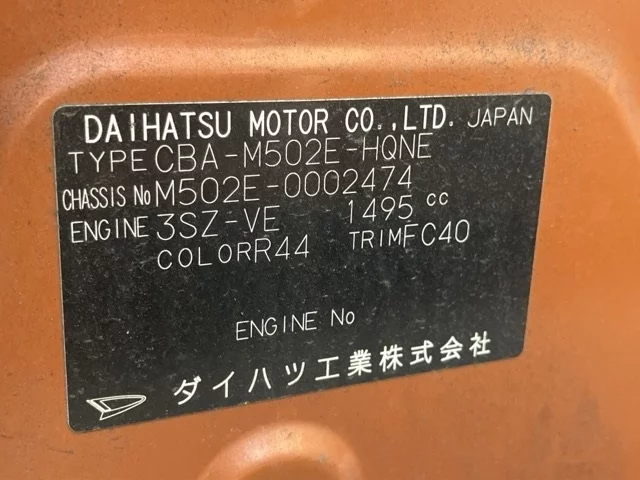 DAIHATSU MOTOR CO.,LTD. JAPAN
TYPE CBA-M502E-HQNE
CHASSIS No M502E-0002474
ENGINE 3SZ-VE 1495 cc
COLOR R44 TRIM FC40
ENGINE No
ダイハツ工業株式会社